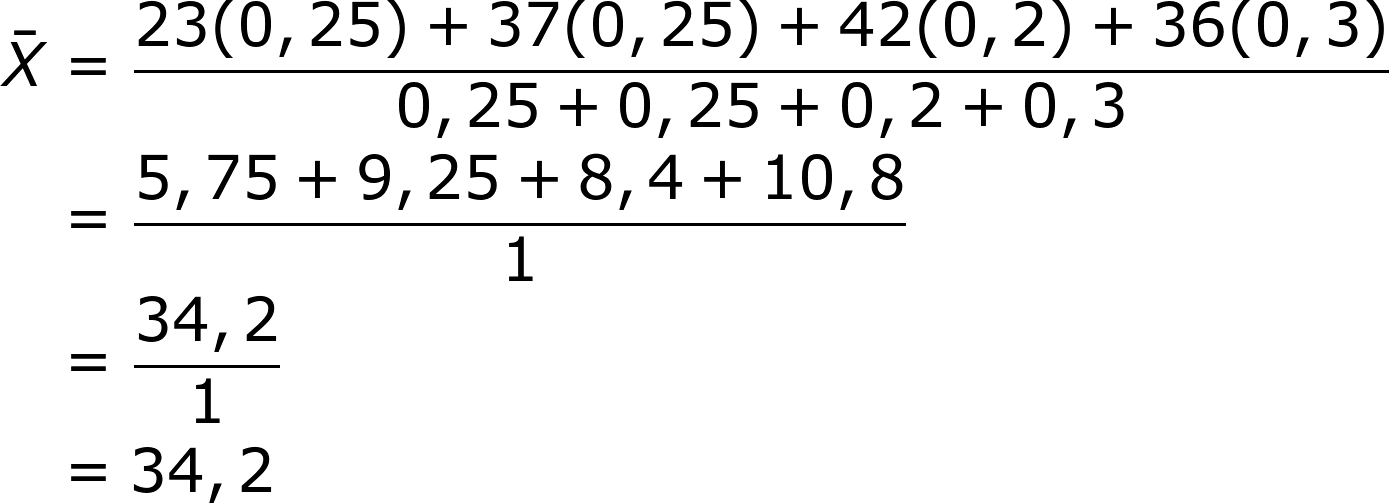 X̄ = 23(0,25) + 37(0,25) + 42(0,2) + 36(0,3)
0,25 + 0,25 + 0,2 + 0,3
= 5,75 + 9,25 + 8,4 + 10,8
1
= 34,2
1
= 34,2